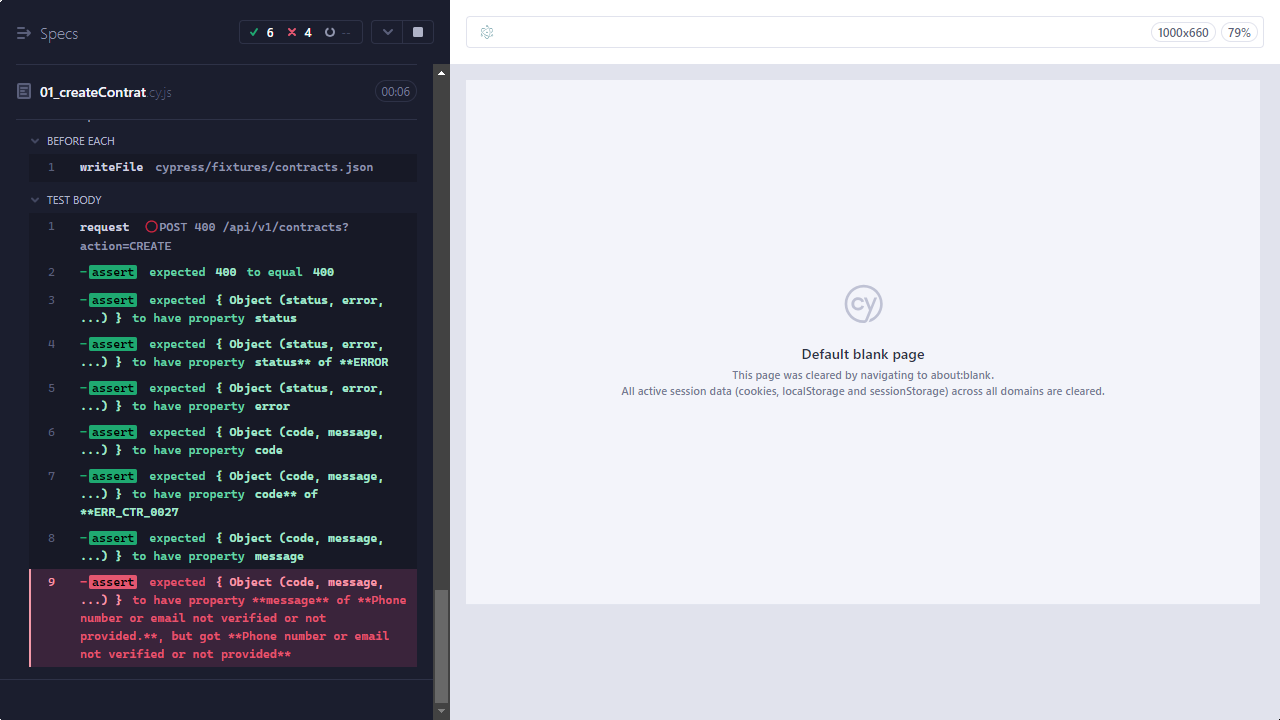 Specs
6
4
--
01_createContrat.cy.js
00:06
BEFORE EACH
1 writeFile cypress/fixtures/contracts.json
TEST BODY
1 request POST 400 /api/v1/contracts?
action=CREATE
2 -assert expected 400 to equal 400
3 -assert expected { Object (status, error,
...) } to have property status
4 -assert expected { Object (status, error,
...) } to have property status** of **ERROR
5 -assert expected { Object (status, error,
...) } to have property error
6 -assert expected { Object (code, message,
...) } to have property code
7 -assert expected { Object (code, message,
...) } to have property code** of
**ERR_CTR_0027
8 -assert expected { Object (code, message,
...) } to have property message
9 -assert expected { Object (code, message,
...) } to have property **message** of **Phone
number or email not verified or not
provided.**, but got **Phone number or email
not verified or not provided**
1000x660
79%
cy
Default blank page
This page was cleared by navigating to about:blank.
All active session data (cookies, localStorage and sessionStorage) across all domains are cleared.